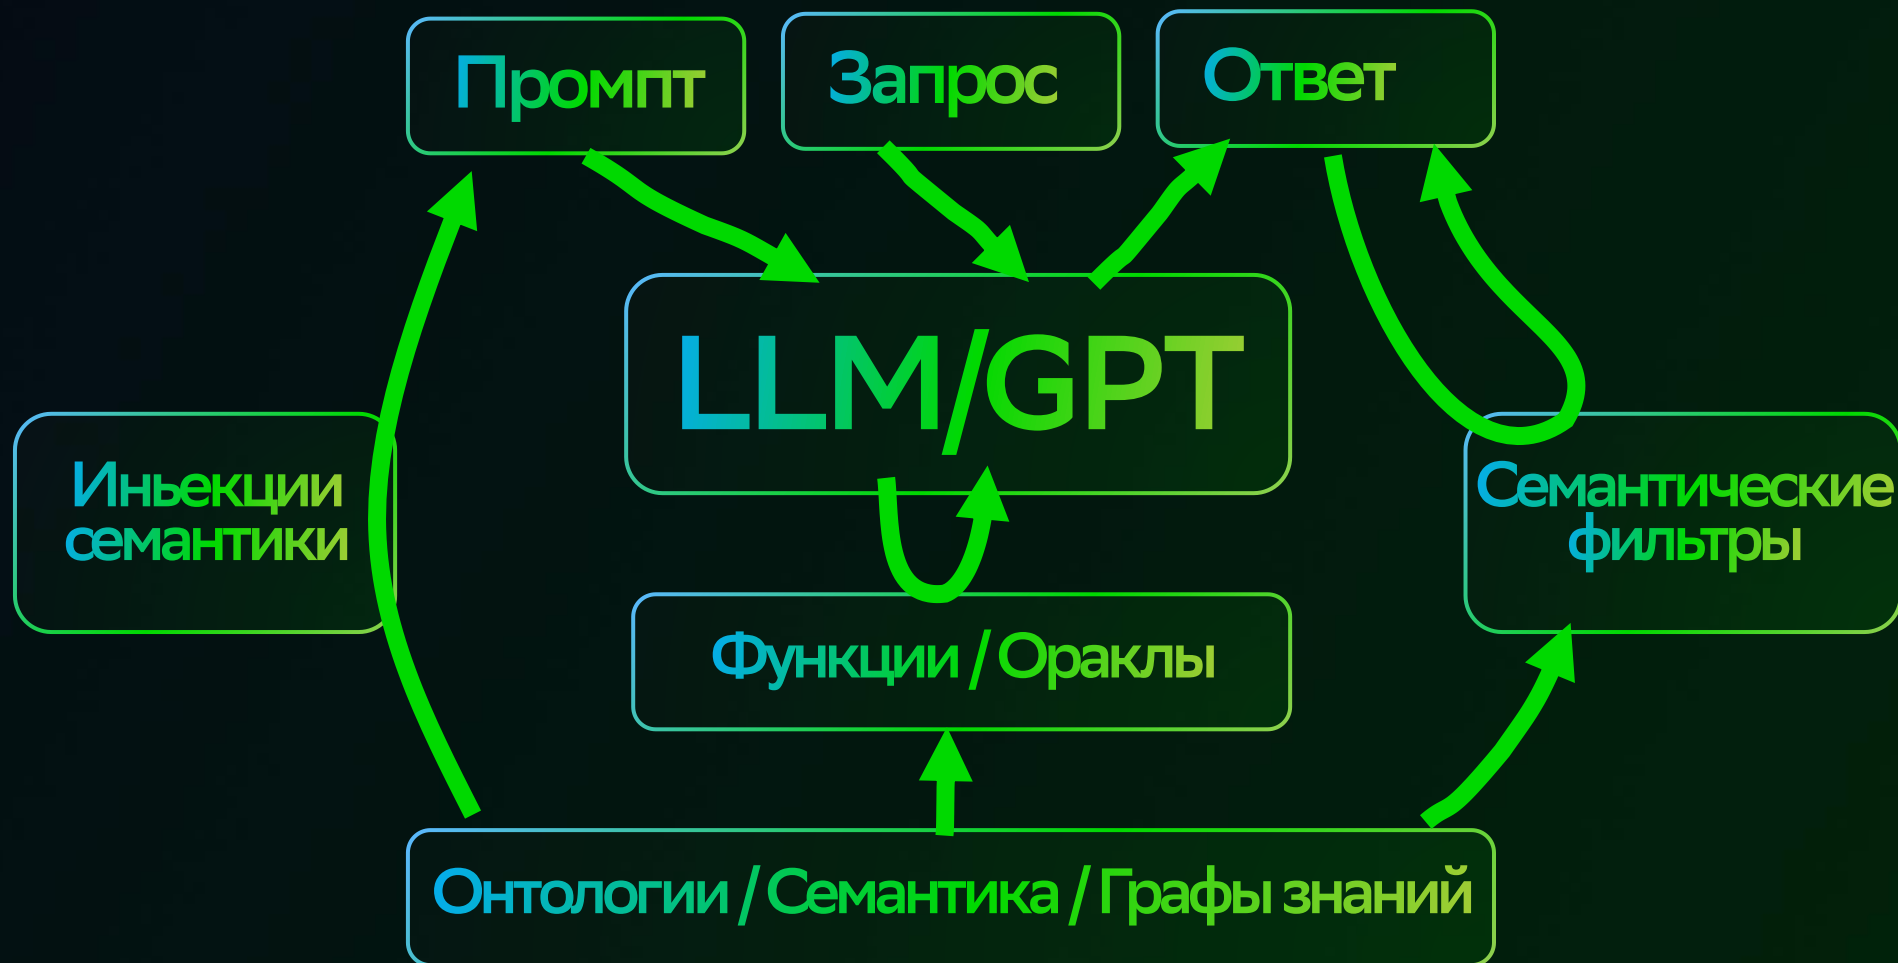 Промпт
Запрос
Ответ
LLM/GPT
Иньекции
семантики
Семантические
фильтры
Функции / Ораклы
Онтологии / Семантика / Графы знаний